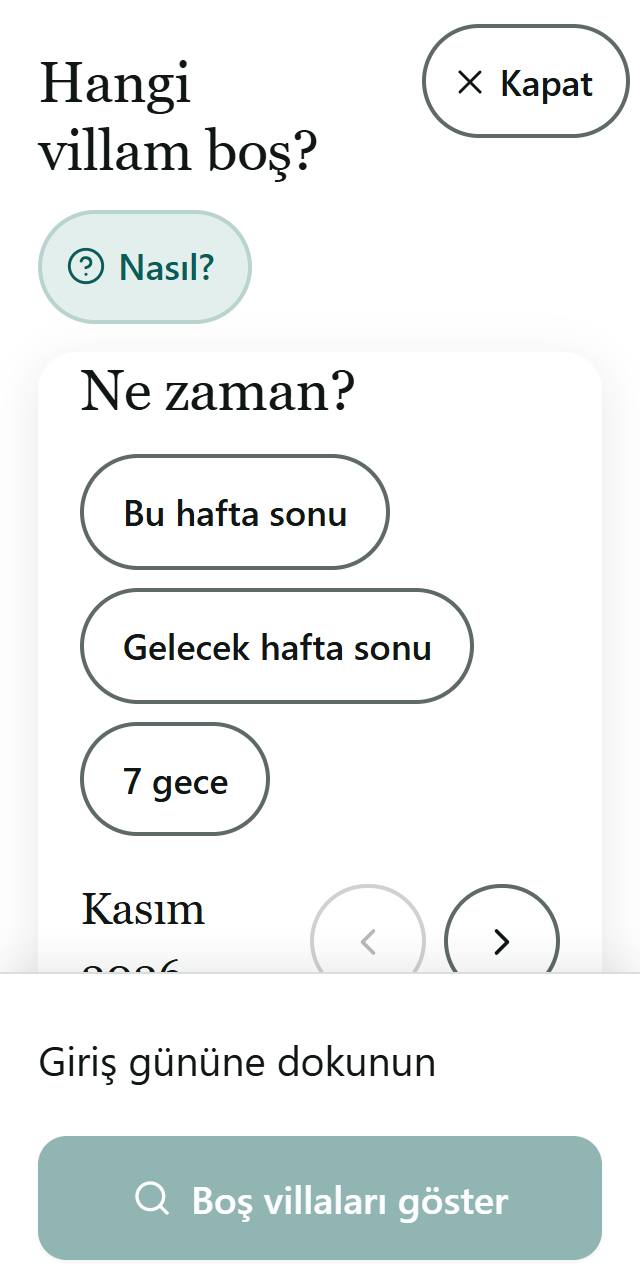 Hangi
villam boş?
Kapat
Nasıl?
Ne zaman?
Bu hafta sonu
Gelecek hafta sonu
7 gece
Kasım
Giriş gününe dokunun
Boş villaları göster